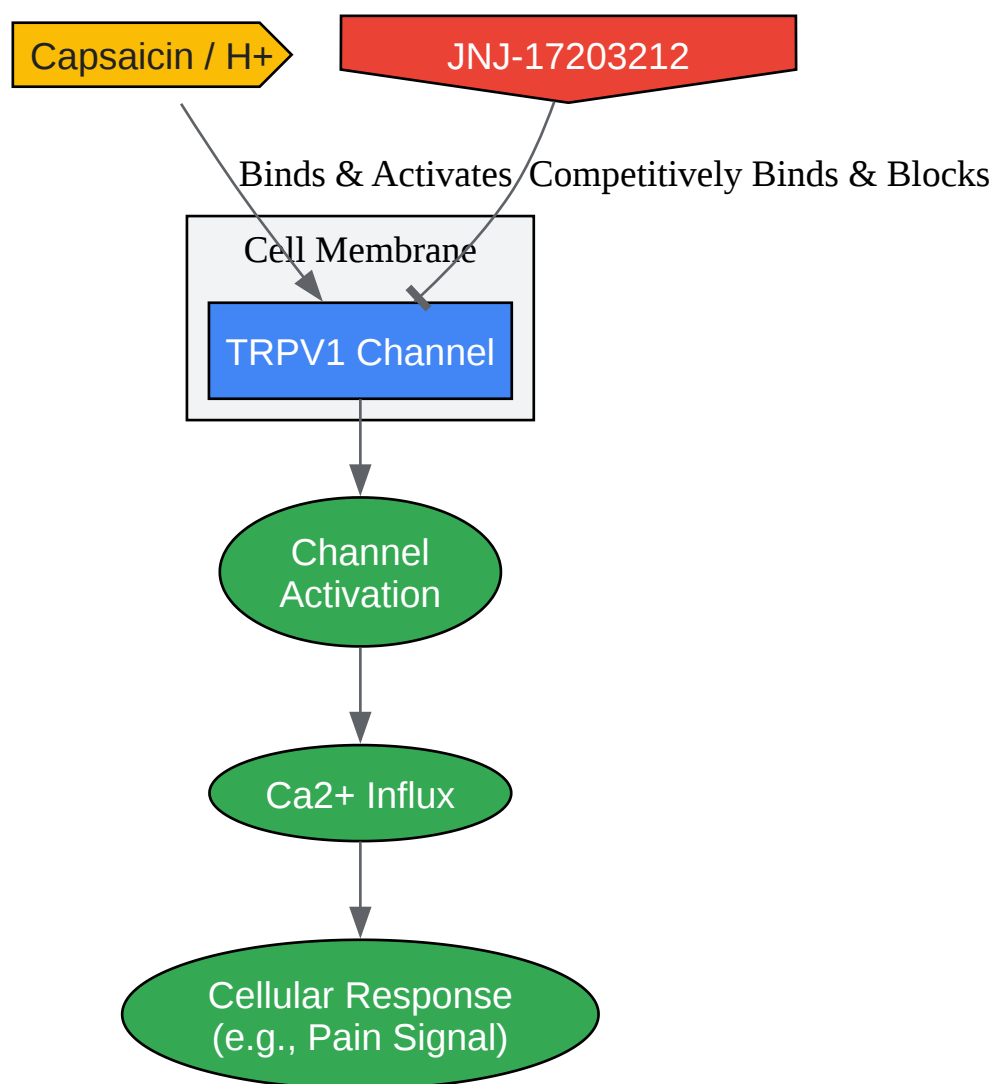 Capsaicin / H+
JNJ-17203212
Binds & Activates
Competitively Binds & Blocks
Cell Membrane
TRPV1 Channel
Channel
Activation
Ca2+ Influx
Cellular Response
(e.g., Pain Signal)